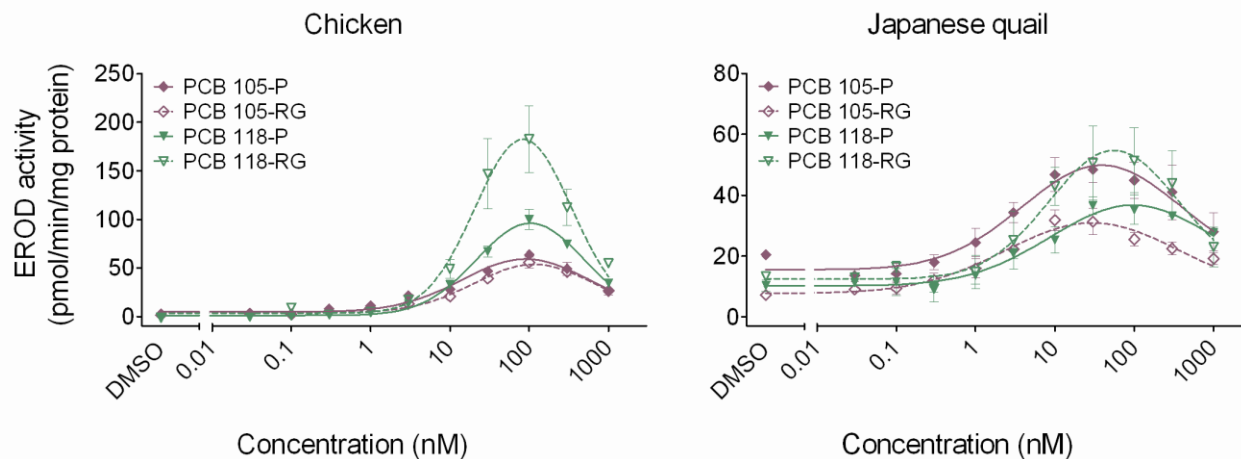 Chicken
EROD activity
(pmol/min/mg protein)
250
200
150
100
50
0
PCB 105-P
PCB 105-RG
PCB 118-P
PCB 118-RG
DMSO
0.01
0.1
1
10
100
1000
Concentration (nM)
Japanese quail
80
60
40
20
0
PCB 105-P
PCB 105-RG
PCB 118-P
PCB 118-RG
DMSO
0.01
0.1
1
10
100
1000
Concentration (nM)